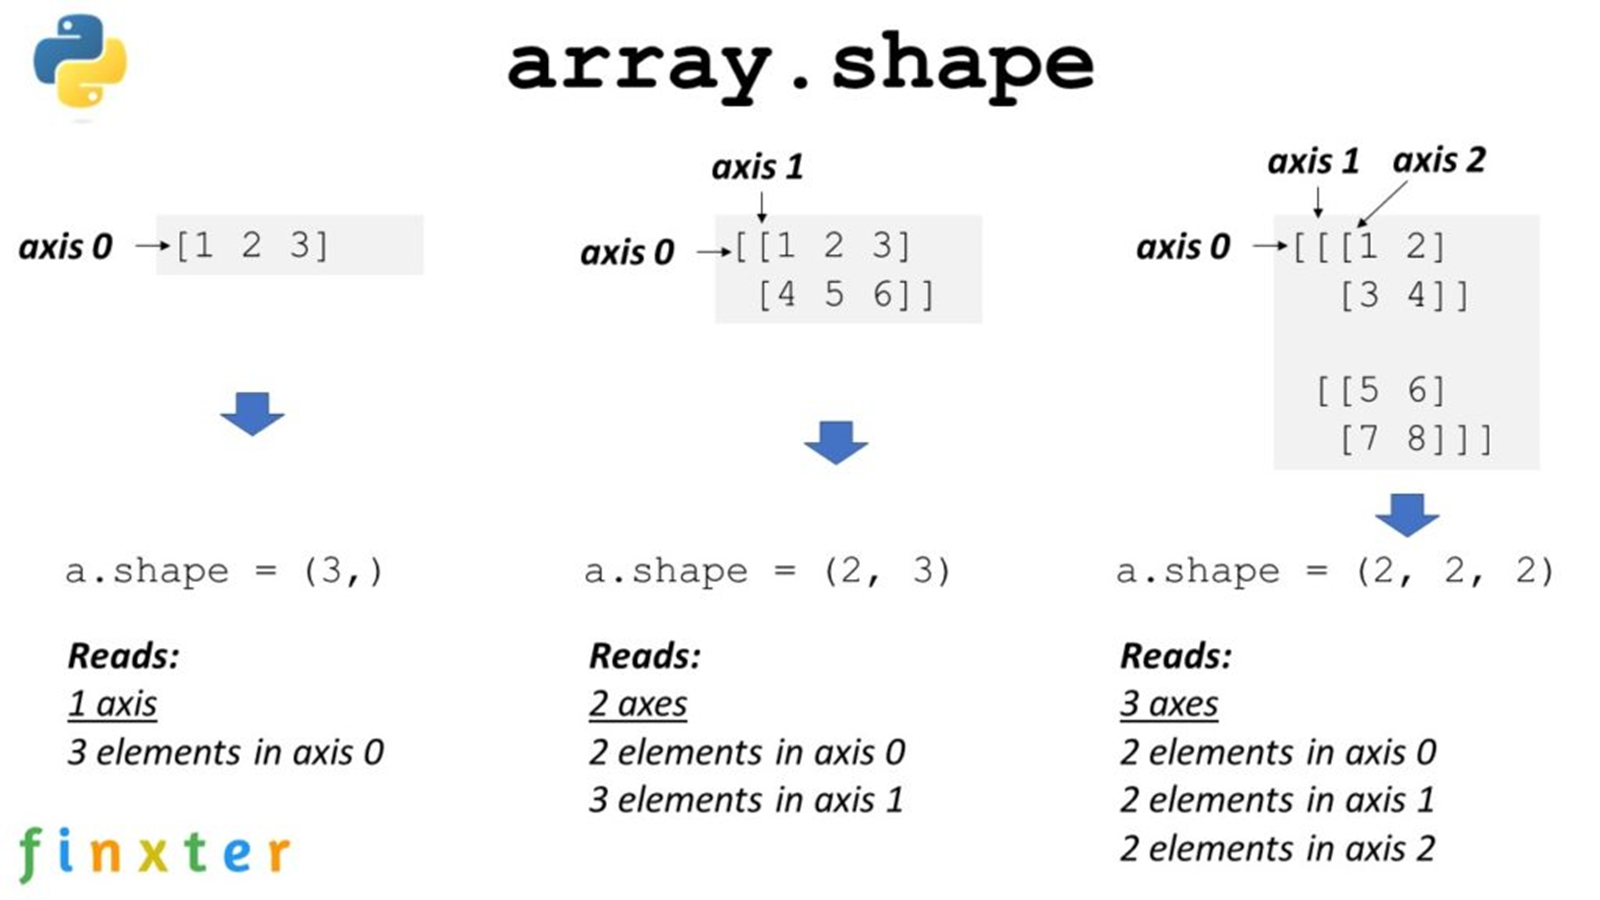 array.shape
axis 0
[1 2 3]
a.shape = (3,)
Reads:
1 axis
3 elements in axis 0
axis 1
axis 0
[[1 2 3]
[4 5 6]]
a.shape = (2, 3)
Reads:
2 axes
2 elements in axis 0
3 elements in axis 1
axis 1 axis 2
axis 0
[[[1 2]
[3 4]]
[[5 6]
[7 8]]]
a.shape = (2, 2, 2)
Reads:
3 axes
2 elements in axis 0
2 elements in axis 1
2 elements in axis 2
finxter